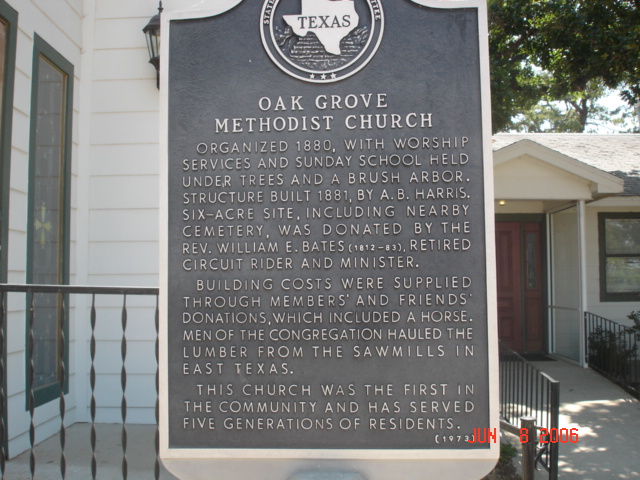 TEXAS
OAK GROVE
METHODIST CHURCH
ORGANIZED 1880, WITH WORSHIP
SERVICES AND SUNDAY SCHOOL HELD
UNDER TREES AND A BRUSH ARBOR.
STRUCTURE BUILT 1881, BY A.B. HARRIS.
SIX-ACRE SITE, INCLUDING NEARBY
CEMETERY, WAS DONATED BY THE
REV. WILLIAM E. BATES (1812-83), RETIRED
CIRCUIT RIDER AND MINISTER.
BUILDING COSTS WERE SUPPLIED
THROUGH MEMBERS' AND FRIENDS'
DONATIONS, WHICH INCLUDED A HORSE.
MEN OF THE CONGREGATION HAULED THE
LUMBER FROM THE SAWMILLS IN
EAST TEXAS.
THIS CHURCH WAS THE FIRST IN
THE COMMUNITY AND HAS SERVED
FIVE GENERATIONS OF RESIDENTS.
(1973)
JUN 8 2006